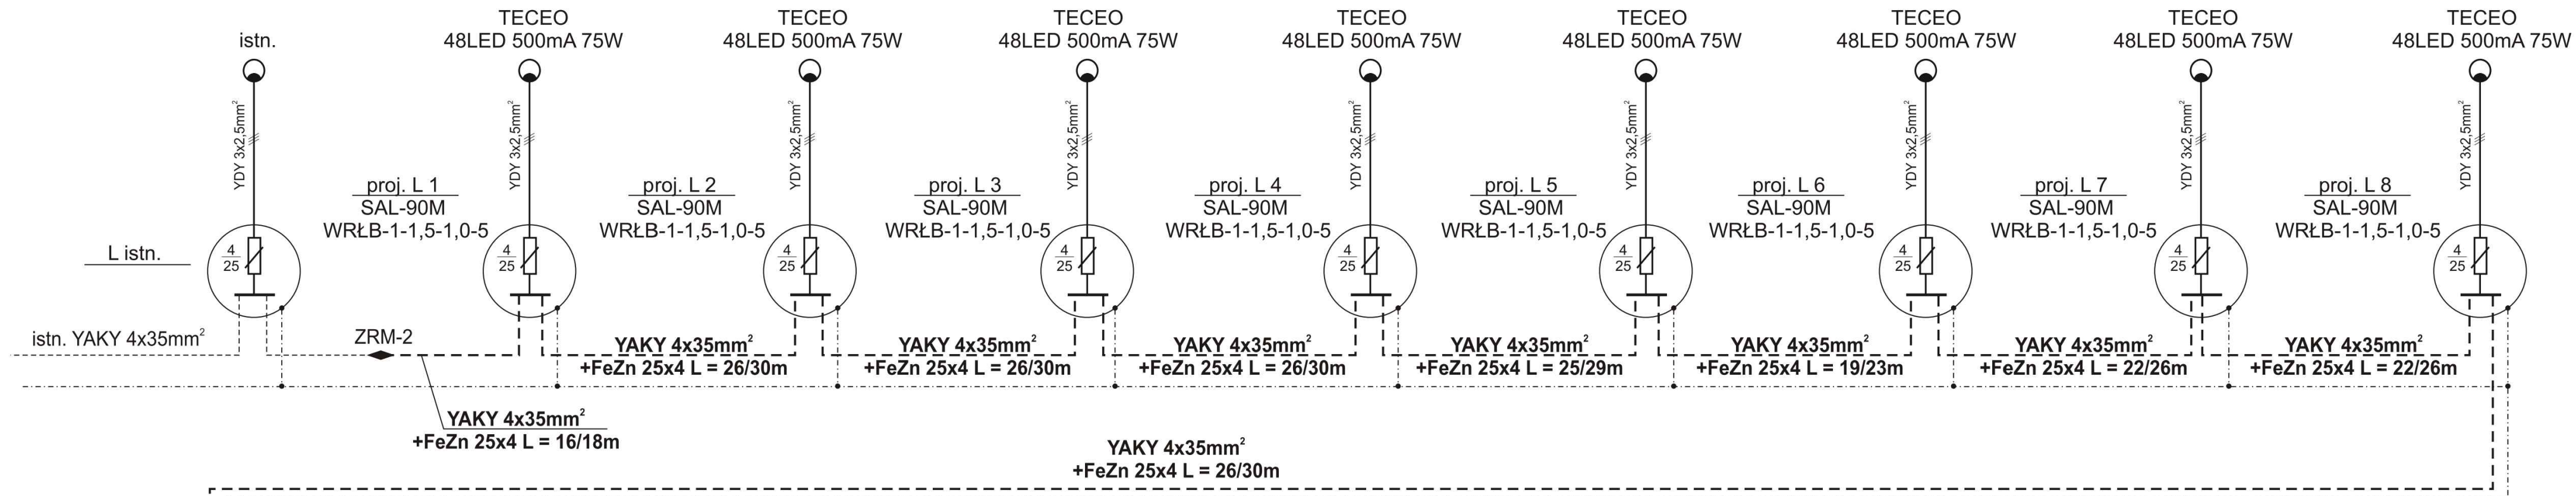 istn.
TECEO
48LED 500mA 75W
TECEO
48LED 500mA 75W
TECEO
48LED 500mA 75W
TECEO
48LED 500mA 75W
TECEO
48LED 500mA 75W
TECEO
48LED 500mA 75W
TECEO
48LED 500mA 75W
TECEO
48LED 500mA 75W
YDY 3x2,5mm²
YDY 3x2,5mm²
YDY 3x2,5mm²
YDY 3x2,5mm²
YDY 3x2,5mm²
YDY 3x2,5mm²
YDY 3x2,5mm²
YDY 3x2,5mm²
YDY 3x2,5mm²
proj. L 1
SAL-90M
WRŁB-1-1,5-1,0-5
proj. L 2
SAL-90M
WRŁB-1-1,5-1,0-5
proj. L 3
SAL-90M
WRŁB-1-1,5-1,0-5
proj. L 4
SAL-90M
WRŁB-1-1,5-1,0-5
proj. L 5
SAL-90M
WRŁB-1-1,5-1,0-5
proj. L 6
SAL-90M
WRŁB-1-1,5-1,0-5
proj. L 7
SAL-90M
WRŁB-1-1,5-1,0-5
proj. L 8
SAL-90M
WRŁB-1-1,5-1,0-5
L istn.
4
25
4
25
4
25
4
25
4
25
4
25
4
25
4
25
4
25
istn. YAKY 4x35mm²
ZRM-2
YAKY 4x35mm²
+FeZn 25x4 L = 26/30m
YAKY 4x35mm²
+FeZn 25x4 L = 26/30m
YAKY 4x35mm²
+FeZn 25x4 L = 26/30m
YAKY 4x35mm²
+FeZn 25x4 L = 25/29m
YAKY 4x35mm²
+FeZn 25x4 L = 19/23m
YAKY 4x35mm²
+FeZn 25x4 L = 22/26m
YAKY 4x35mm²
+FeZn 25x4 L = 22/26m
YAKY 4x35mm²
+FeZn 25x4 L = 16/18m
YAKY 4x35mm²
+FeZn 25x4 L = 26/30m